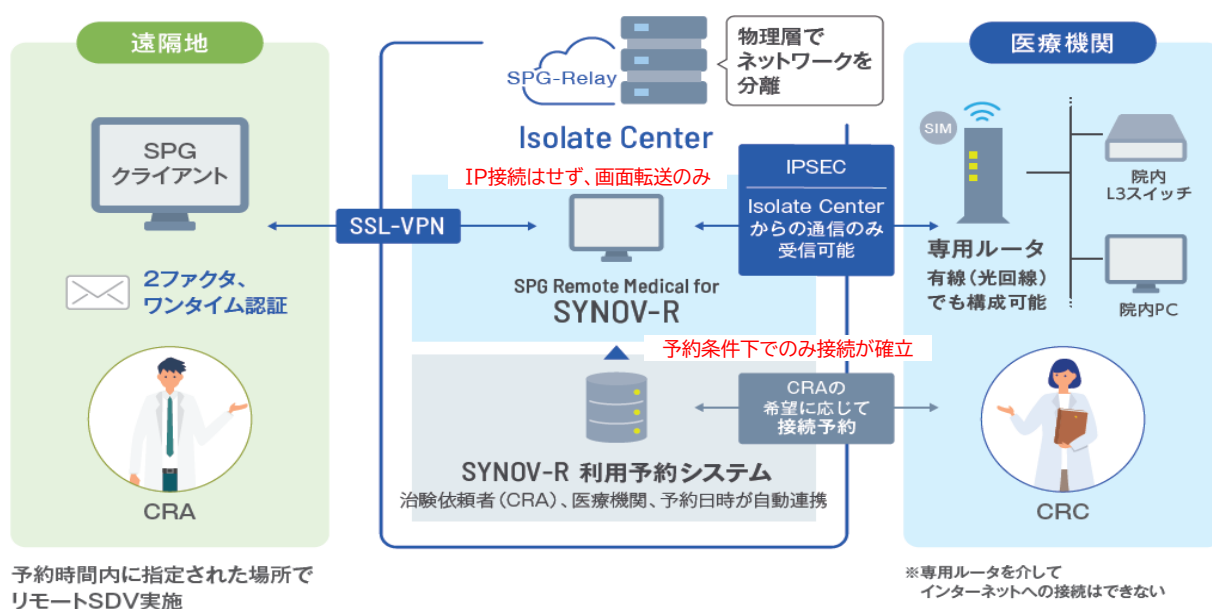 遠隔地
SPG
クライアント
SSL-VPN
2ファクタ、
ワンタイム認証
CRA
予約時間内に指定された場所で
リモートSDV実施
SPG-Relay
物理層で
ネットワークを
分離
Isolate Center
IP接続はせず、画面転送のみ
SPG Remote Medical for
SYNOV-R
IPSEC
Isolate Center
からの通信のみ
受信可能
予約条件下でのみ接続が確立
CRAの
希望に応じて
接続予約
SYNOV-R 利用予約システム
治験依頼者（CRA）、医療機関、予約日時が自動連携
医療機関
SIM
院内
L3スイッチ
専用ルータ
有線（光回線）
でも構成可能
院内PC
CRC
※専用ルータを介して
インターネットへの接続はできない